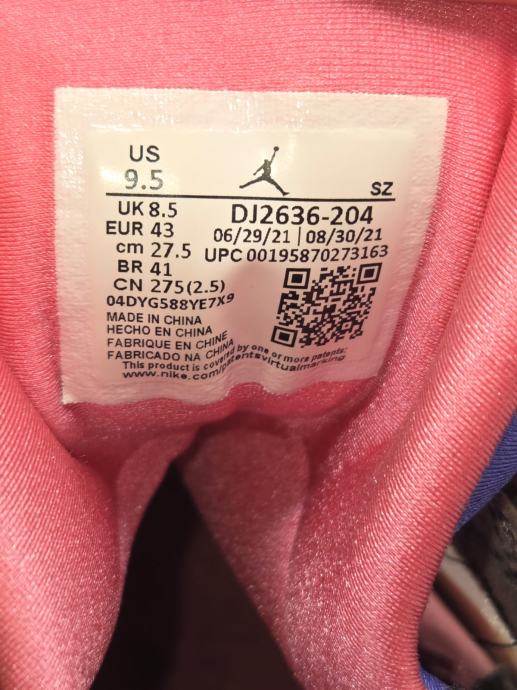 US
9.5
SZ
UK 8.5
EUR 43
cm 27.5
BR 41
CN 275(2.5)
DJ2636-204
06/29/21 | 08/30/21
UPC 00195870273163
04DYG588YE7X9
MADE IN CHINA
HECHO EN CHINA
FABRIQUE EN CHINE
FABRICADO NA CHINA
This product is covered by one or more patents:
www.nike.com/patentsvirtualmarking